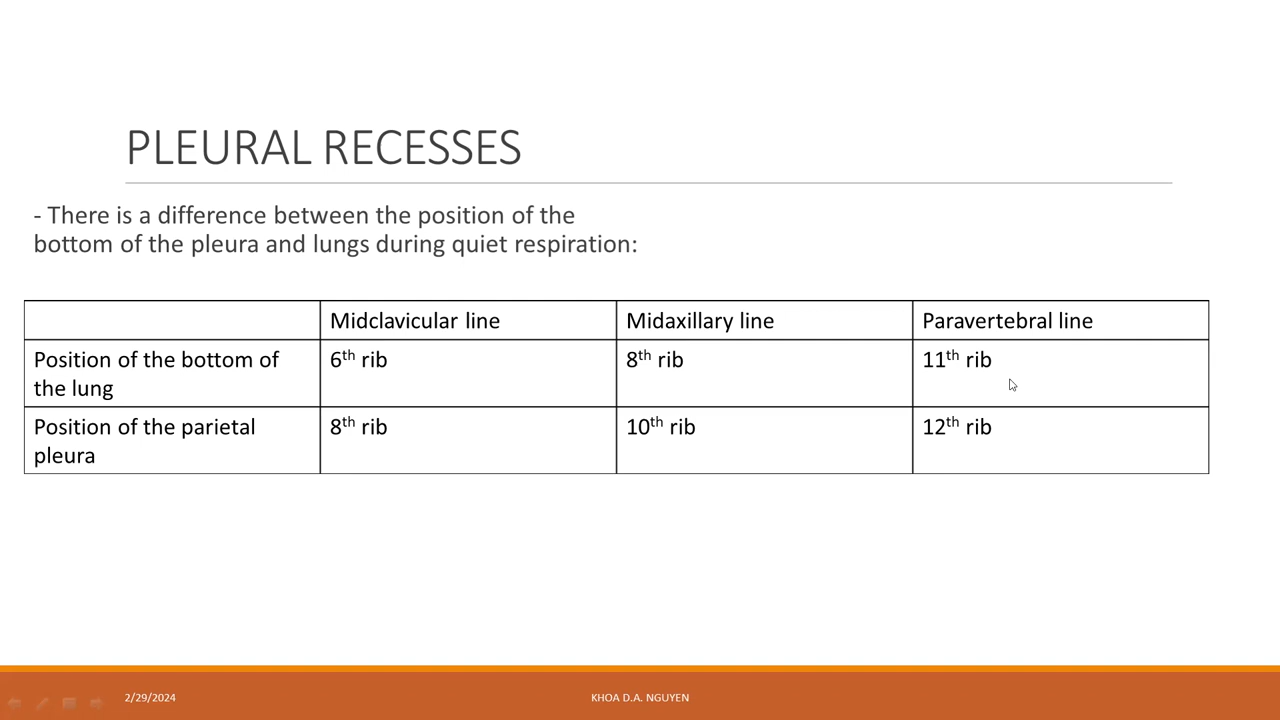 PLEURAL RECESSES
- There is a difference between the position of the
bottom of the pleura and lungs during quiet respiration:
Midclavicular line Midaxillary line Paravertebral line
Position of the bottom of 6th rib 8th rib 11th rib
the lung
Position of the parietal 8th rib 10th rib 12th rib
pleura
2/29/2024 KHOA D.A. NGUYEN